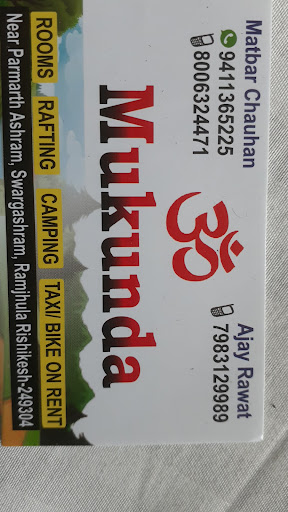 Matbar Chauhan
9411365225
8006324471
Ajay Rawat
7983129989
ॐ
Mukunda
ROOMS RAFTING CAMPING TAXI/ BIKE ON RENT
Near Parmarth Ashram, Swargashram, Ramjhula Rishikesh-249304